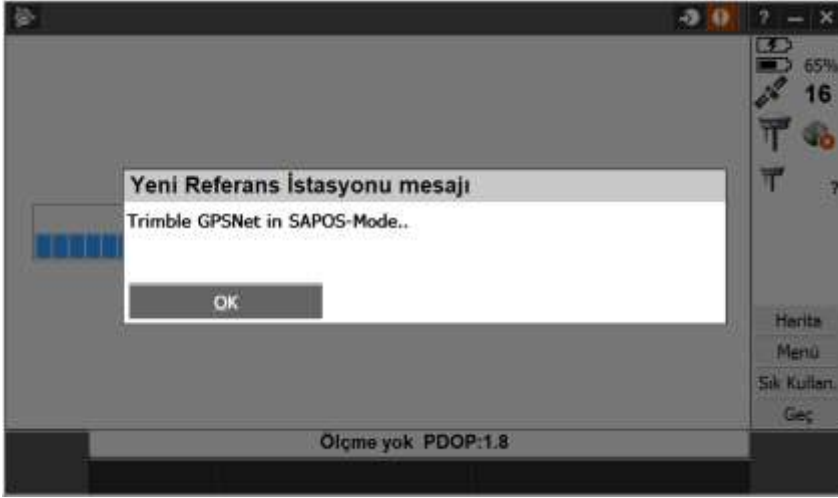 ? — X
65%
16
?
Yeni Referans İstasyonu mesajı
Trimble GPSNet in SAPOS-Mode..
OK
Harita
Menü
Sık Kullan.
Geç
Ölçme yok PDOP:1.8